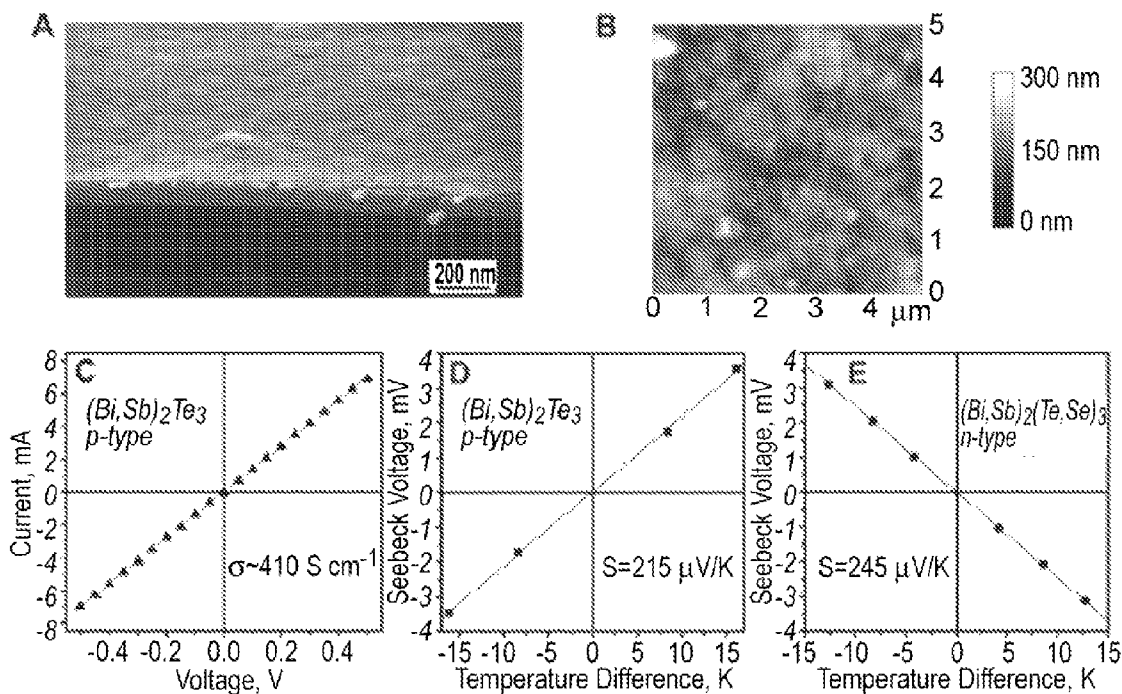 A
200 nm
B
5
4
3
2
1
0
0 1 2 3 4 μm
300 nm
150 nm
0 nm
C
(Bi,Sb)2Te3
p-type
σ~410 S cm⁻¹
Current, mA
8
6
4
2
0
-2
-4
-6
-8
-0.4 -0.2 0.0 0.2 0.4
Voltage, V
D
(Bi,Sb)2Te3
p-type
S=215 μV/K
Seebeck Voltage, mV
4
3
2
1
0
-1
-2
-3
-4
-15 -10 -5 0 5 10 15
Temperature Difference, K
E
(Bi,Sb)2(Te,Se)3
n-type
S=245 μV/K
Seebeck Voltage, mV
4
3
2
1
0
-1
-2
-3
-4
-15 -10 -5 0 5 10 15
Temperature Difference, K